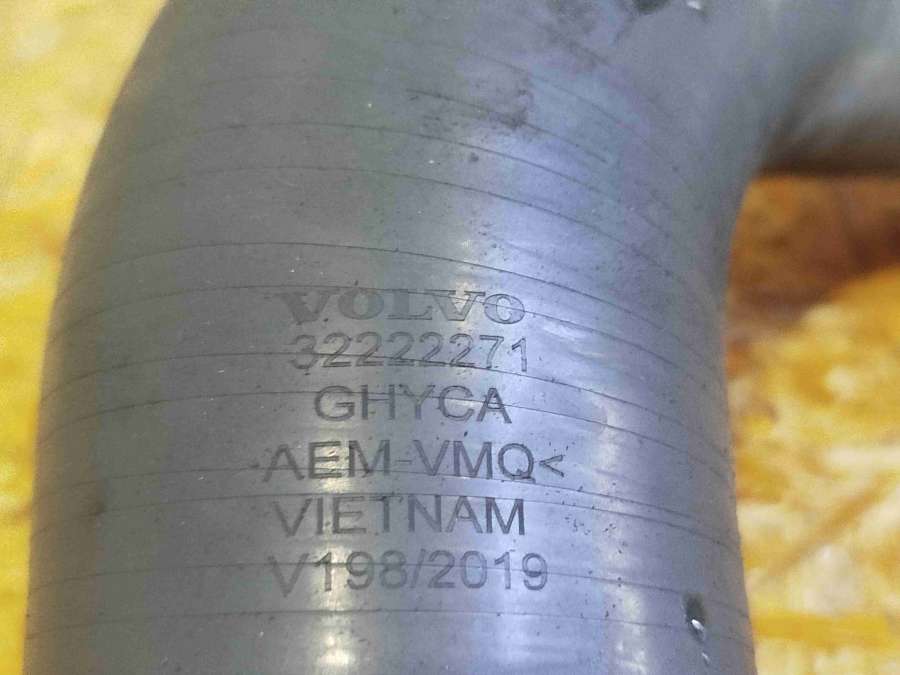 VOLVO
32222271
GHYCA
AEM-VMQ<
VIETNAM
V198/2019